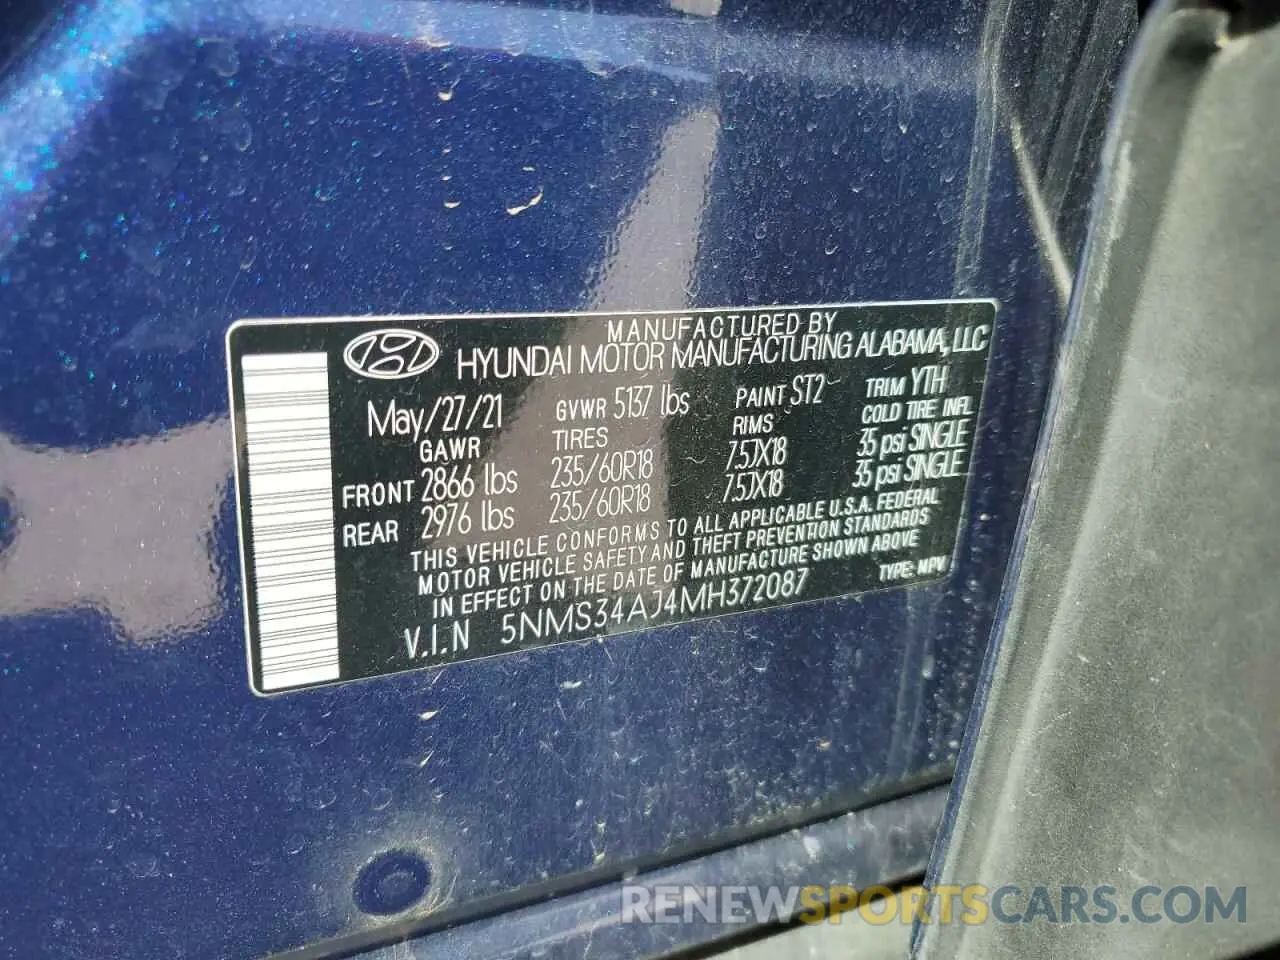 MANUFACTURED BY
HYUNDAI MOTOR MANUFACTURING ALABAMA, LLC
May/27/21 GVWR 5137 lbs PAINT ST2 TRIM YTH
GAWR TIRES RIMS COLD TIRE INFL
FRONT 2866 lbs 235/60R18 7.5JX18 35 psi SINGLE
REAR 2976 lbs 235/60R18 7.5JX18 35 psi SINGLE
THIS VEHICLE CONFORMS TO ALL APPLICABLE U.S.A. FEDERAL
MOTOR VEHICLE SAFETY AND THEFT PREVENTION STANDARDS
IN EFFECT ON THE DATE OF MANUFACTURE SHOWN ABOVE
V.I.N 5NMS34AJ4MH372087 TYPE: MPV
RENEWSPORTSCARS.COM